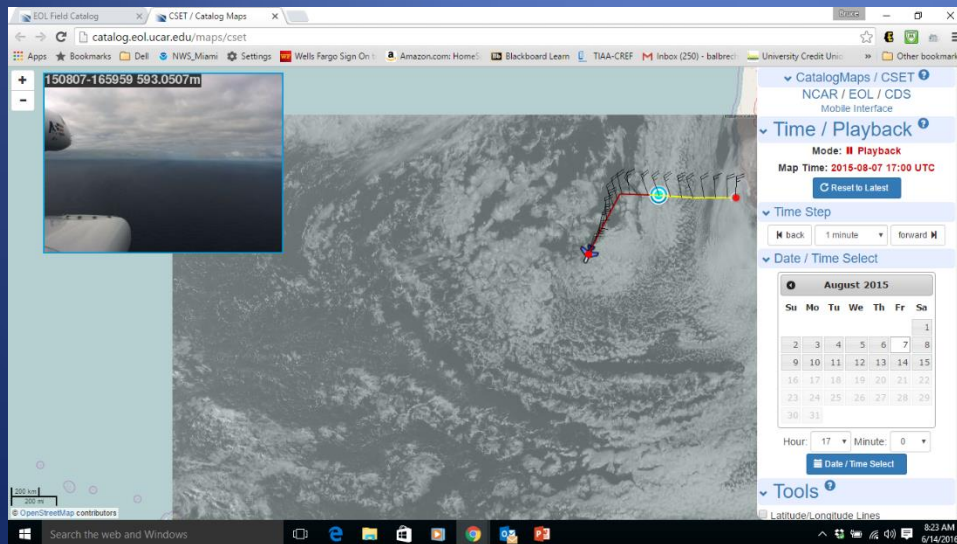 EOL Field Catalog
CSET / Catalog Maps
catalog.eol.ucar.edu/maps/cset
Apps Bookmarks Dell NWS_Miami Settings Wells Fargo Sign On t Amazon.com: HomeS Blackboard Learn TIAA-CREF Inbox (250) - balbrec University Credit Unio » Other bookmark
+
-
150807-165959 593.0507m
CatalogMaps / CSET ?
NCAR / EOL / CDS
Mobile Interface
Time / Playback ?
Mode: Playback
Map Time: 2015-08-07 17:00 UTC
Reset to Latest
Time Step
back 1 minute forward
Date / Time Select
August 2015
Su Mo Tu We Th Fr Sa
1
2 3 4 5 6 7 8
9 10 11 12 13 14 15
16 17 18 19 20 21 22
23 24 25 26 27 28 29
30 31
Hour: 17 Minute: 0
Date / Time Select
Tools ?
Latitude/Longitude Lines
200 km
200 mi
© OpenStreetMap contributors
Search the web and Windows
8:23 AM
6/14/2016